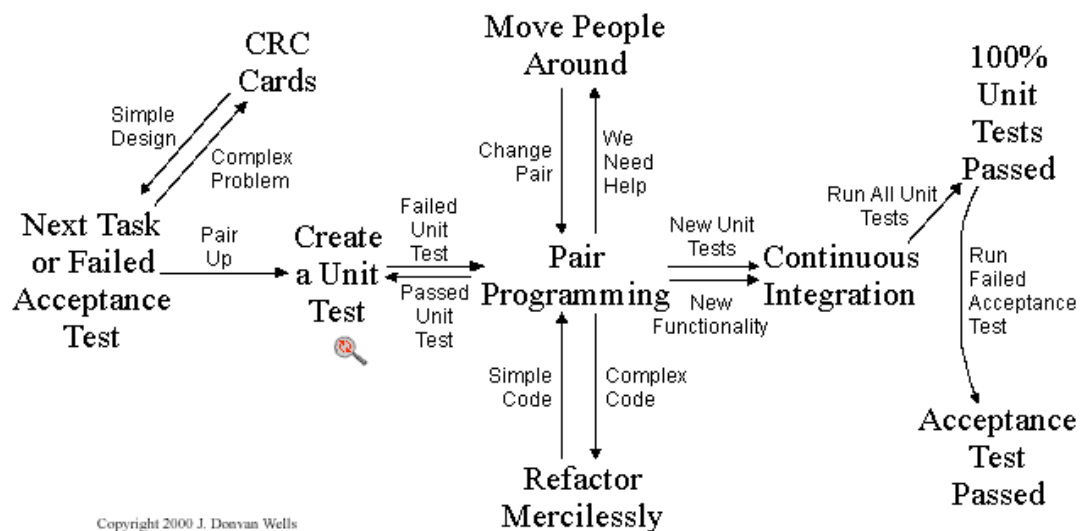 CRC
Cards
Simple
Design
Complex
Problem
Next Task
or Failed
Acceptance
Test
Pair
Up
Create
a Unit
Test
Failed
Unit
Test
Passed
Unit
Test
Move People
Around
Change
Pair
We
Need
Help
Pair
Programming
Simple
Code
Complex
Code
Refactor
Mercilessly
New Unit
Tests
New
Functionality
Continuous
Integration
Run All Unit
Tests
100%
Unit
Tests
Passed
Run
Failed
Acceptance
Test
Acceptance
Test
Passed
Copyright 2000 J. Donvan Wells